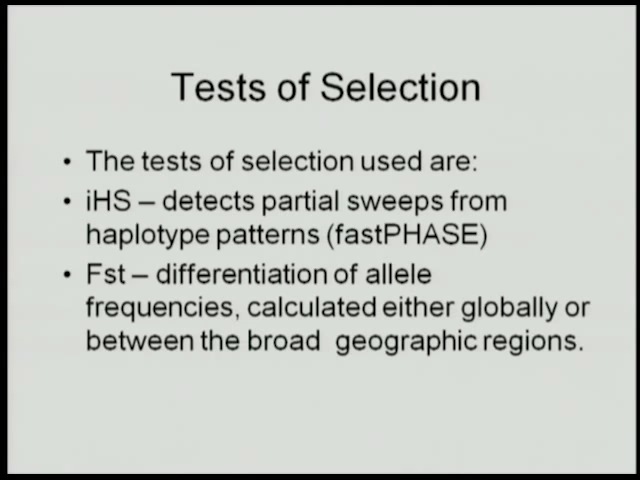 Tests of Selection
• The tests of selection used are:
• iHS – detects partial sweeps from
haplotype patterns (fastPHASE)
• Fst – differentiation of allele
frequencies, calculated either globally or
between the broad  geographic regions.